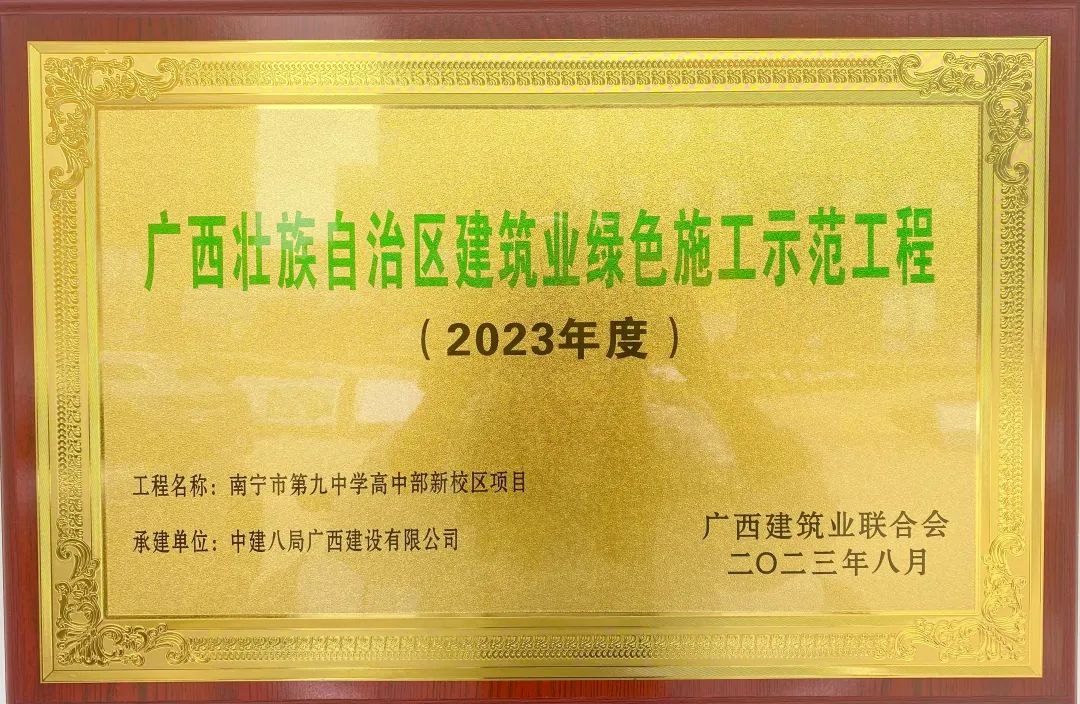 广西壮族自治区建筑业绿色施工示范工程
（2023年度）
工程名称：南宁市第九中学高中部新校区项目
承建单位：中建八局广西建设有限公司
广西建筑业联合会
二〇二三年八月